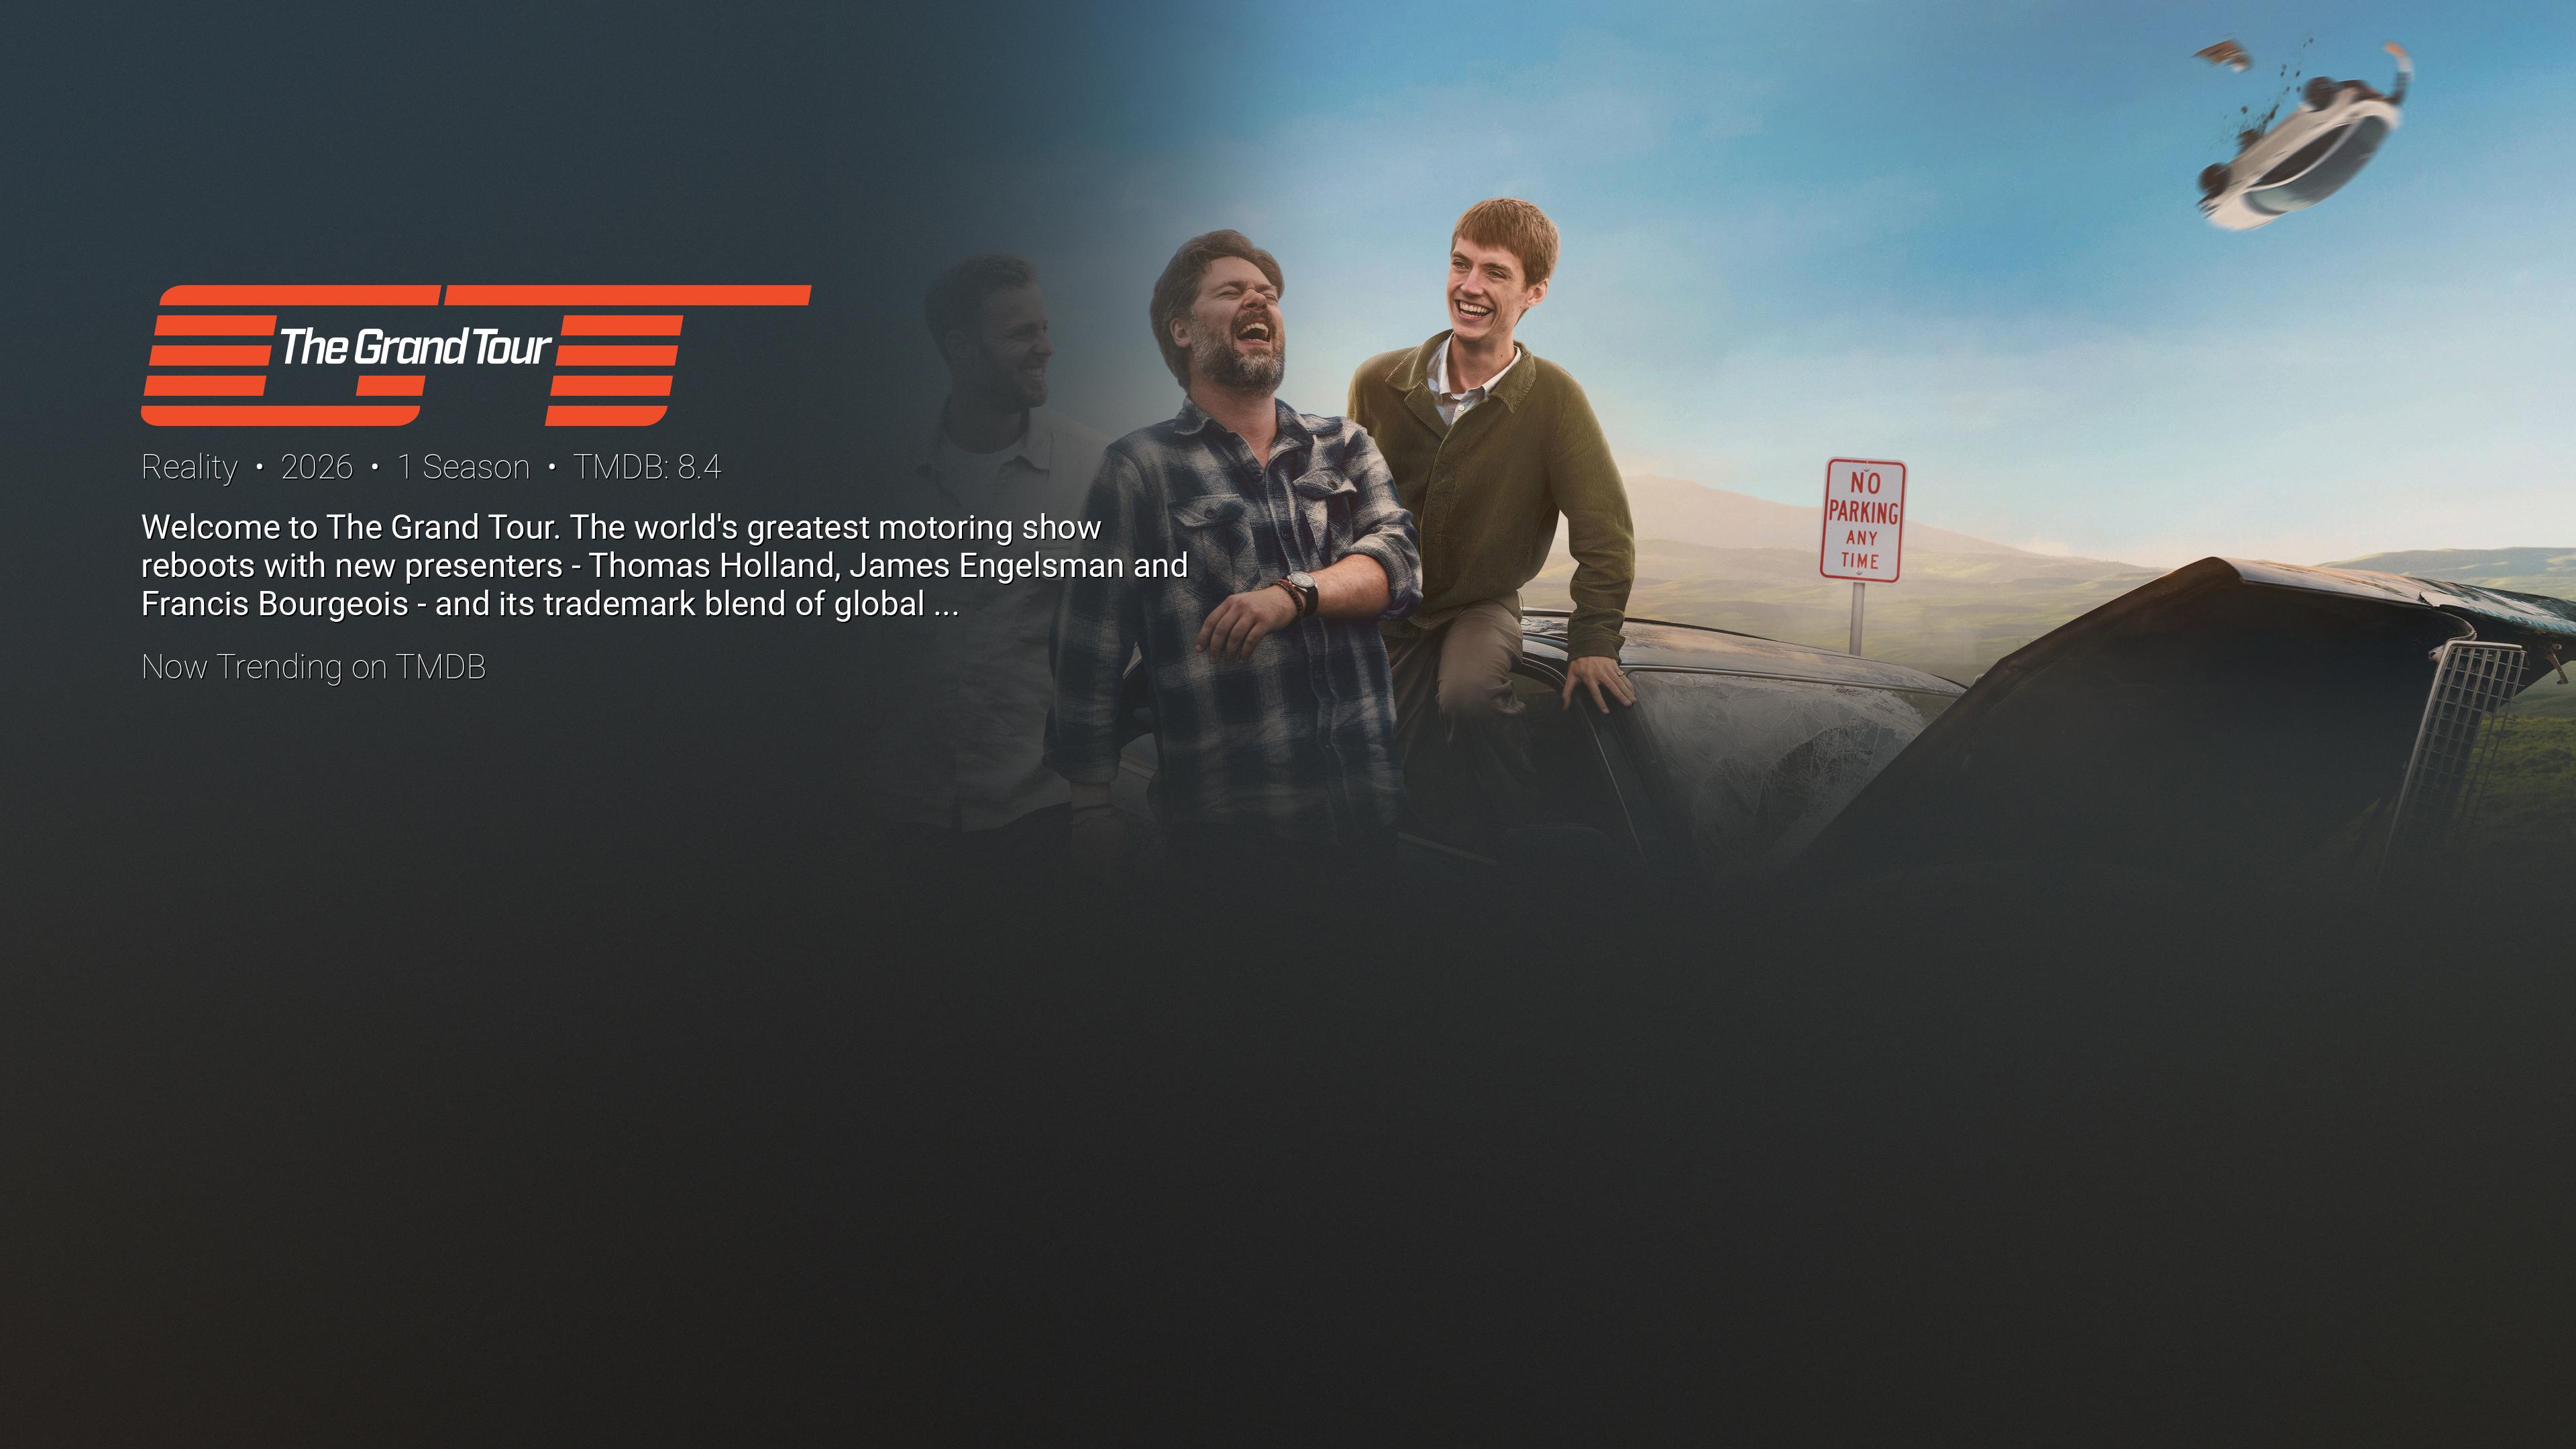 The Grand Tour
Reality • 2026 • 1 Season • TMDB: 8.4
Welcome to The Grand Tour. The world's greatest motoring show
reboots with new presenters - Thomas Holland, James Engelsman and
Francis Bourgeois - and its trademark blend of global ...
Now Trending on TMDB
NO
PARKING
ANY
TIME